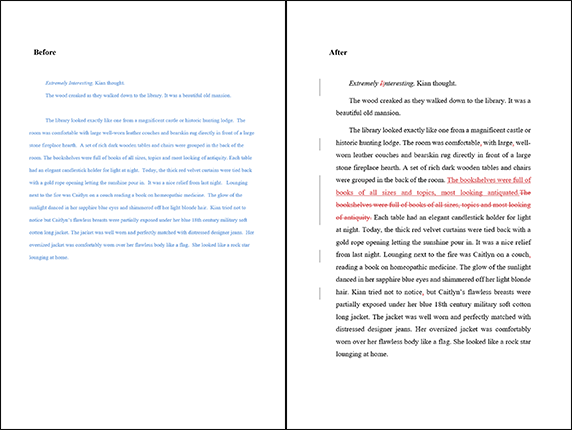 Before
Extremely Interesting, Kian thought.
The wood creaked as they walked down to the library. It was a beautiful old mansion.
The library looked exactly like one from a magnificent castle or historic hunting lodge. The
room was comfortable with large well-worn leather couches and bearskin rug directly in front of a large
stone fireplace hearth. A set of rich dark wooden tables and chairs were grouped in the back of the
room. The bookshelves were full of books of all sizes, topics and most looking of antiquity. Each table
had an elegant candlestick holder for light at night. Today, the thick red velvet curtains were tied back
with a gold rope opening letting the sunshine pour in. It was a nice relief from last night. Lounging
next to the fire was Caitlyn on a couch reading a book on homeopathic medicine. The glow of the
sunlight danced in her sapphire blue eyes and shimmered off her light blonde hair. Kian tried not to
notice but Caitlyn's flawless breasts were partially exposed under her blue 18th century military soft
cotton long jacket. The jacket was well worn and perfectly matched with distressed designer jeans. Her
oversized jacket was comfortably worn over her flawless body like a flag. She looked like a rock star
lounging at home.
After
Extremely Iinteresting, Kian thought.
The wood creaked as they walked down to the library. It was a
beautiful old mansion.
The library looked exactly like one from a magnificent castle or
historic hunting lodge. The room was comfortable, with large, well-
worn leather couches and bearskin rug directly in front of a large
stone fireplace hearth. A set of rich dark wooden tables and chairs
were grouped in the back of the room. The bookshelves were full of
books of all sizes and topics, most looking antiquated.The
bookshelves were full of books of all sizes, topics and most looking
of antiquity. Each table had an elegant candlestick holder for light
at night. Today, the thick red velvet curtains were tied back with a
gold rope opening letting the sunshine pour in. It was a nice relief
from last night. Lounging next to the fire was Caitlyn on a couch,
reading a book on homeopathic medicine. The glow of the sunlight
danced in her sapphire blue eyes and shimmered off her light blonde
hair. Kian tried not to notice, but Caitlyn's flawless breasts were
partially exposed under her blue 18th century military soft cotton
long jacket. The jacket was well worn and perfectly matched with
distressed designer jeans. Her oversized jacket was comfortably
worn over her flawless body like a flag. She looked like a rock star
lounging at home.